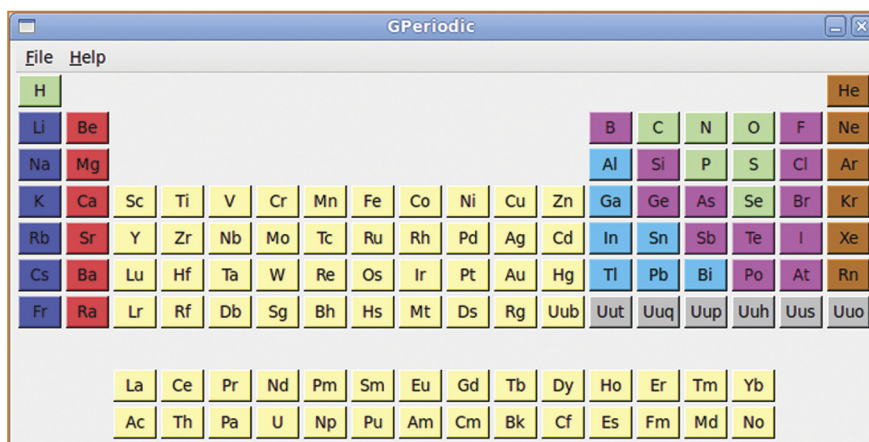 GPeriodic
File Help
H He
Li Be B C N O F Ne
Na Mg Al Si P S Cl Ar
K Ca Sc Ti V Cr Mn Fe Co Ni Cu Zn Ga Ge As Se Br Kr
Rb Sr Y Zr Nb Mo Tc Ru Rh Pd Ag Cd In Sn Sb Te I Xe
Cs Ba Lu Hf Ta W Re Os Ir Pt Au Hg Tl Pb Bi Po At Rn
Fr Ra Lr Rf Db Sg Bh Hs Mt Ds Rg Uub Uut Uuq Uup Uuh Uus Uuo
La Ce Pr Nd Pm Sm Eu Gd Tb Dy Ho Er Tm Yb
Ac Th Pa U Np Pu Am Cm Bk Cf Es Fm Md No